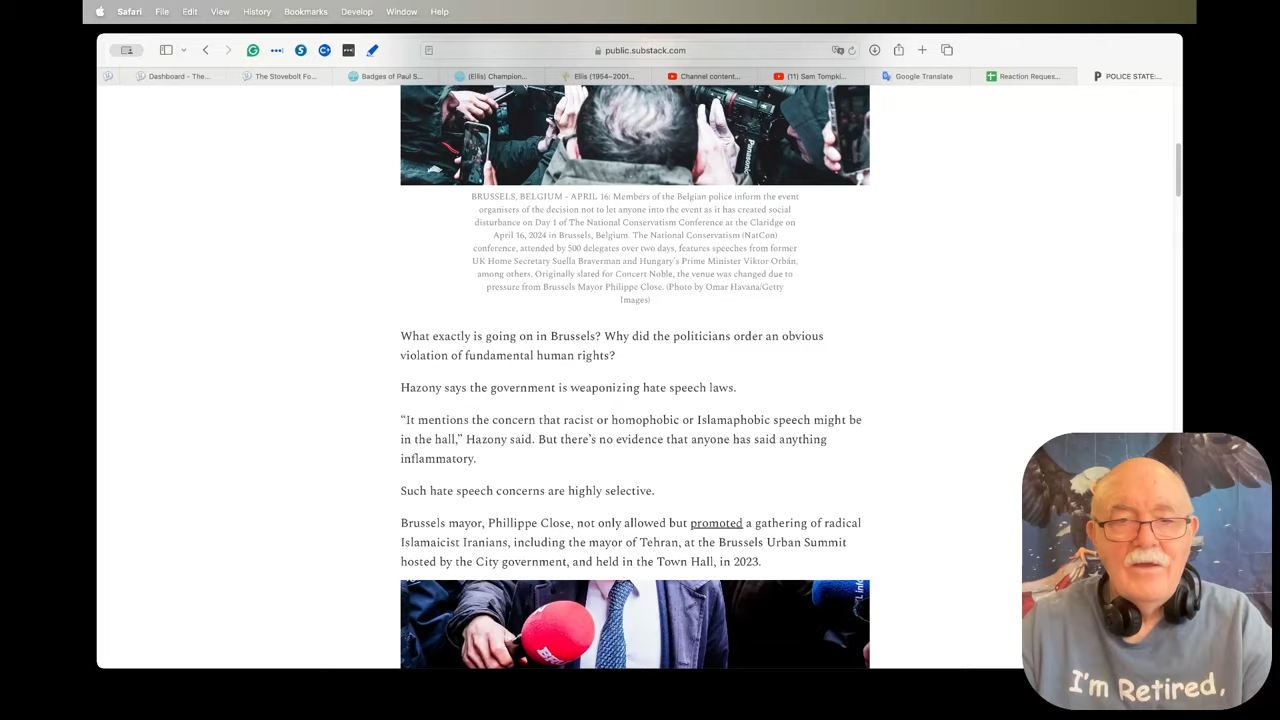 Safari File Edit View History Bookmarks Develop Window Help
public.substack.com
Dashboard - The... The Stovebolt Fo... Badges of Paul S... (Ellis) Champion... Ellis (1954–2001... Channel content... (11) Sam Tompki... Google Translate Reaction Reques... POLICE STATE:...
Panasonic
BRUSSELS, BELGIUM - APRIL 16: Members of the Belgian police inform the event
organisers of the decision not to let anyone into the event as it has created social
disturbance on Day 1 of The National Conservatism Conference at the Claridge on
April 16, 2024 in Brussels, Belgium. The National Conservatism (NatCon)
conference, attended by 500 delegates over two days, features speeches from former
UK Home Secretary Suella Braverman and Hungary's Prime Minister Viktor Orbán,
among others. Originally slated for Concert Noble, the venue was changed due to
pressure from Brussels Mayor Philippe Close. (Photo by Omar Havana/Getty
Images)
What exactly is going on in Brussels? Why did the politicians order an obvious
violation of fundamental human rights?
Hazony says the government is weaponizing hate speech laws.
“It mentions the concern that racist or homophobic or Islamaphobic speech might be
in the hall,” Hazony said. But there’s no evidence that anyone has said anything
inflammatory.
Such hate speech concerns are highly selective.
Brussels mayor, Phillippe Close, not only allowed but promoted a gathering of radical
Islamaicist Iranians, including the mayor of Tehran, at the Brussels Urban Summit
hosted by the City government, and held in the Town Hall, in 2023.
I'm Retired,